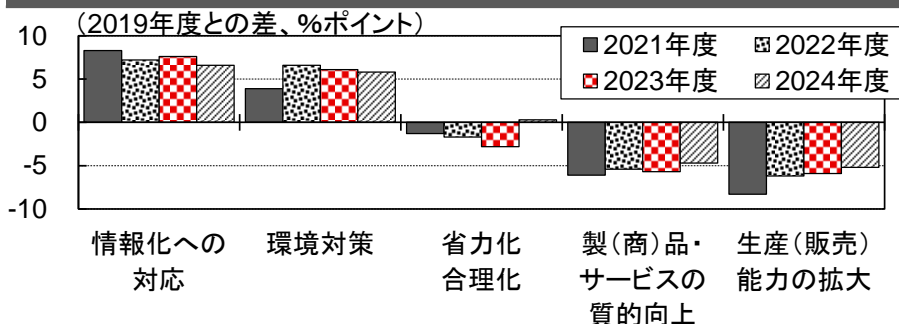 (2019年度との差、%ポイント)
10
5
0
-5
-10
■2021年度 2022年度
2023年度 2024年度
情報化への
対応
環境対策
省力化
合理化
製(商)品・
サービスの
質的向上
生産(販売)
能力の拡大